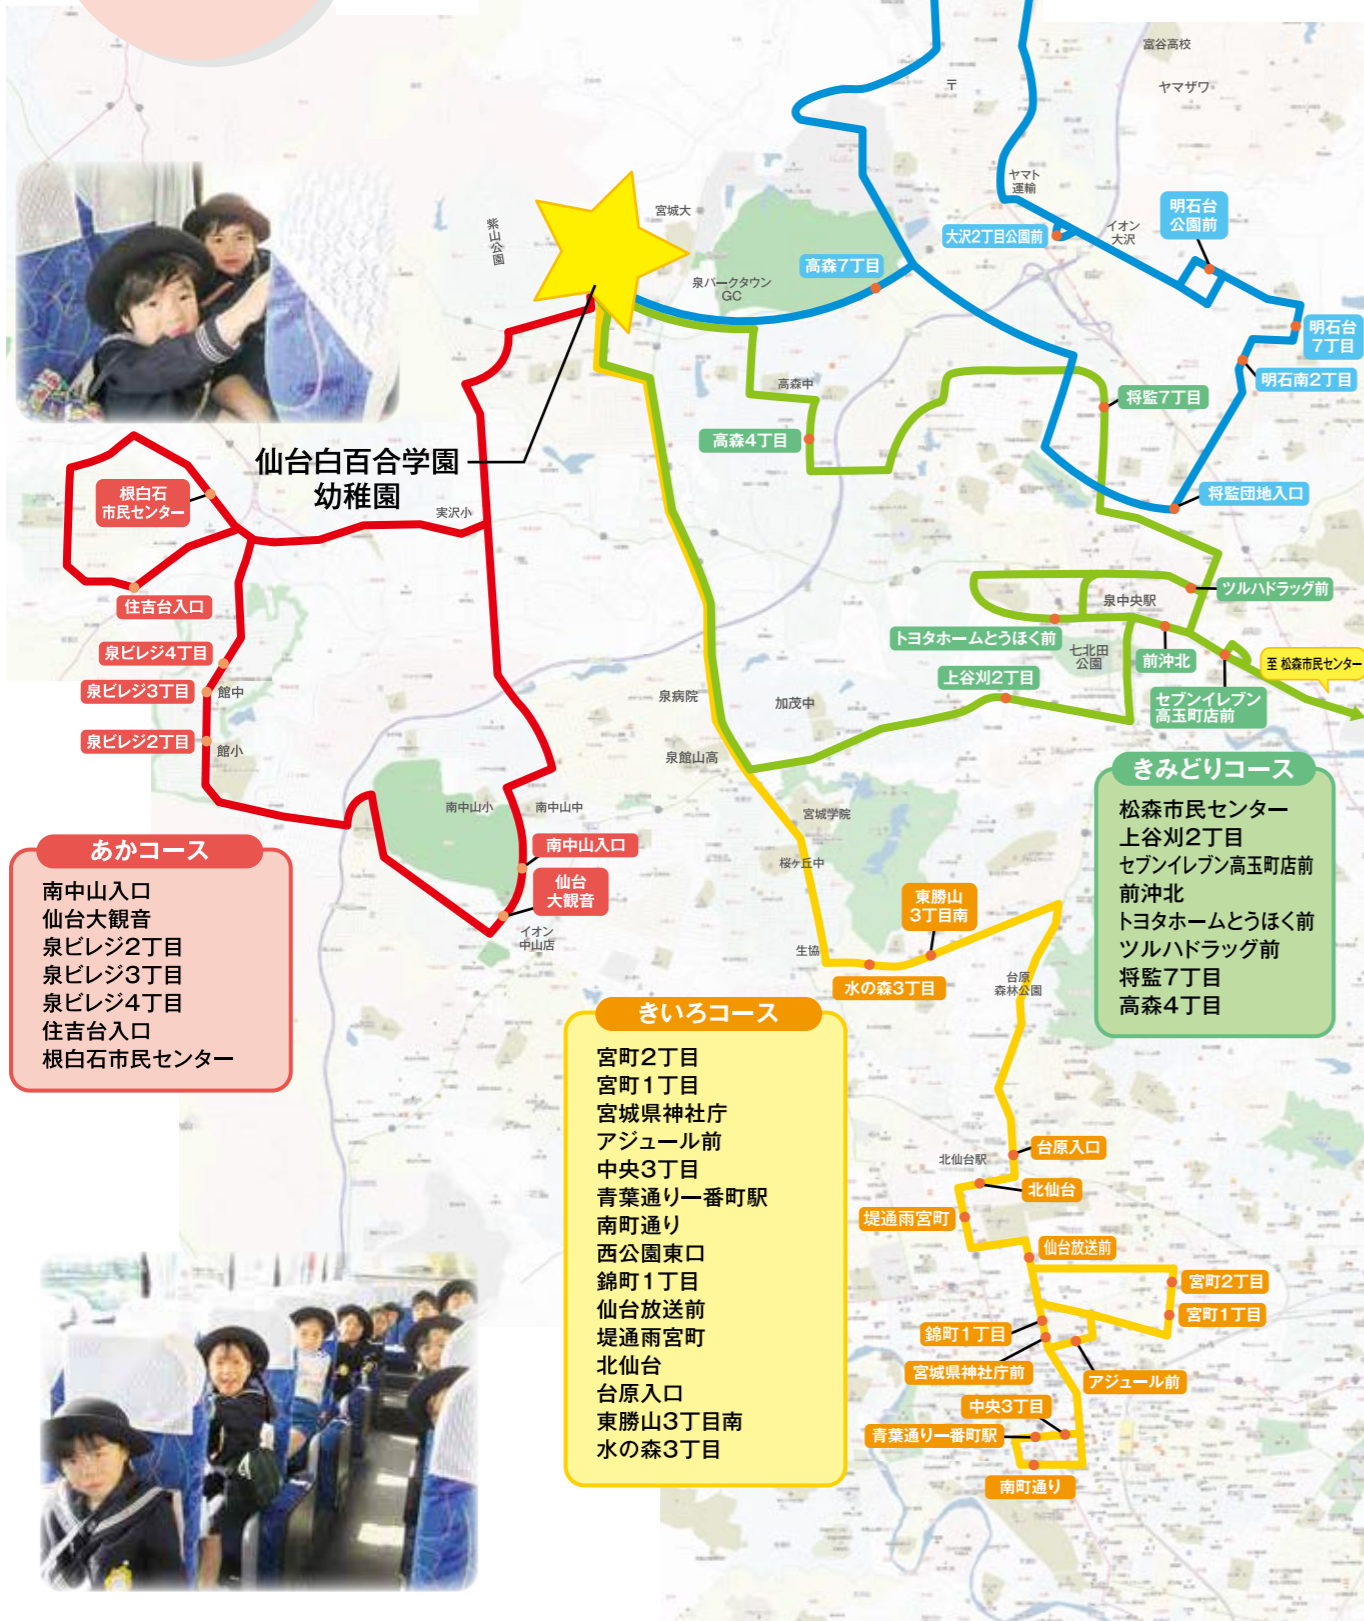 富谷高校
〒
ヤマザワ
ヤマト
運輸
宮城大
紫山公園
明石台
公園前
大沢2丁目公園前
イオン
大沢
高森7丁目
泉パークタウン
GC
明石台
7丁目
明石南2丁目
高森中
将監7丁目
高森4丁目
仙台白百合学園
幼稚園
根白石
市民センター
実沢小
将監団地入口
住吉台入口
ツルハドラッグ前
泉中央駅
トヨタホームとうほく前
七北田
公園
前沖北
至 松森市民センター
泉ビレジ4丁目
泉ビレジ3丁目
館中
上谷刈2丁目
セブンイレブン
高玉町店前
泉病院
加茂中
泉ビレジ2丁目
館小
泉館山高
南中山小
南中山中
宮城学院
南中山入口
桜ヶ丘中
仙台
大観音
イオン
中山店
東勝山
3丁目南
生協
水の森3丁目
台原
森林公園
きみどりコース
松森市民センター
上谷刈2丁目
セブンイレブン高玉町店前
前沖北
トヨタホームとうほく前
ツルハドラッグ前
将監7丁目
高森4丁目
あかコース
南中山入口
仙台大観音
泉ビレジ2丁目
泉ビレジ3丁目
泉ビレジ4丁目
住吉台入口
根白石市民センター
きいろコース
宮町2丁目
宮町1丁目
宮城県神社庁
アジュール前
中央3丁目
青葉通り一番町駅
南町通り
西公園東口
錦町1丁目
仙台放送前
堤通雨宮町
北仙台
台原入口
東勝山3丁目南
水の森3丁目
台原入口
北仙台駅
北仙台
堤通雨宮町
仙台放送前
宮町2丁目
宮町1丁目
錦町1丁目
宮城県神社庁前
アジュール前
中央3丁目
青葉通り一番町駅
南町通り